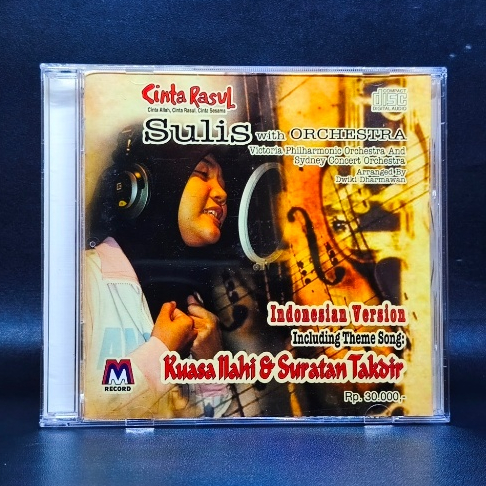 Cinta Rasul
Cinta Allah, Cinta Rasul, Cinta Sesama
COMPACT
disc
DIGITAL AUDIO
Sulis with ORCHESTRA
Victoria Philharmonic Orchestra And
Sydney Concert Orchestra
Arranged By
Dwiki Dharmawan
Indonesian Version
Including Theme Song:
Kuasa Ilahi & Suratan Takdir
M
RECORD
Rp. 30.000,-